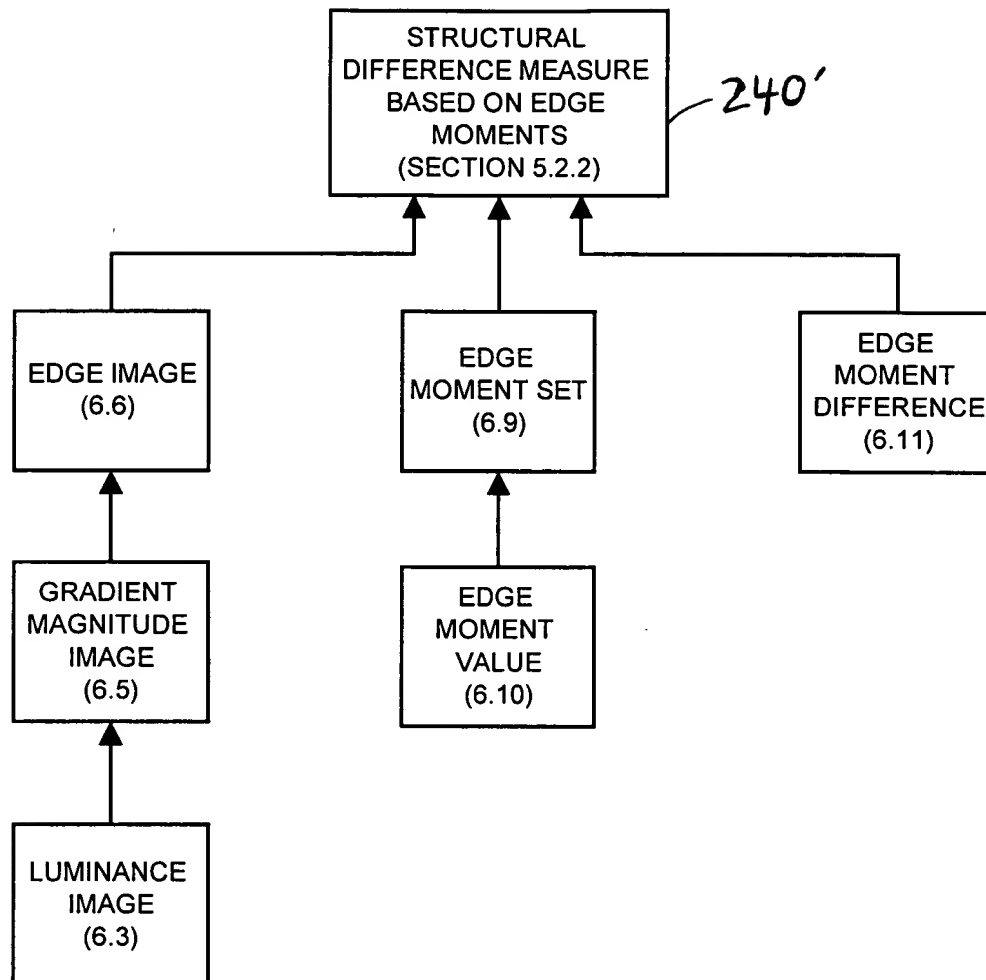 STRUCTURAL
DIFFERENCE MEASURE
BASED ON EDGE
MOMENTS
(SECTION 5.2.2)
240'
EDGE IMAGE
(6.6)
EDGE
MOMENT SET
(6.9)
EDGE
MOMENT
DIFFERENCE
(6.11)
GRADIENT
MAGNITUDE
IMAGE
(6.5)
EDGE
MOMENT
VALUE
(6.10)
LUMINANCE
IMAGE
(6.3)